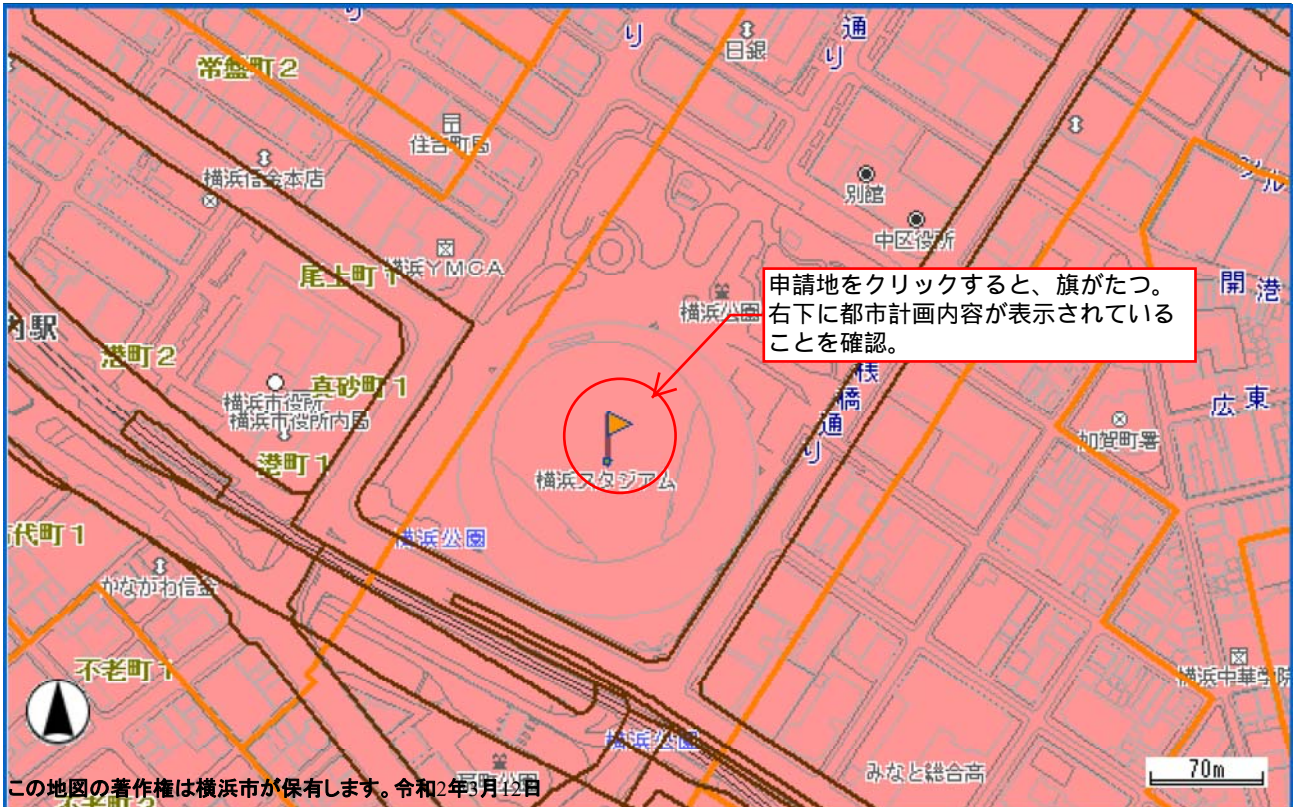 り
り
通
り
日銀
常盤町2
住吉町局
横浜信金本店
別館
中区役所
横浜YMCA
尾上町1
申請地をクリックすると、旗がたつ。
右下に都市計画内容が表示されている
ことを確認。
開港
横浜公園
内駅
港町2
真砂町1
横浜市役所
横浜市役所内局
桟
橋
通
り
広東
加賀町署
港町1
横浜スタジアム
横浜公園
代町1
かながわ信金
不老町1
横浜中華学院
横浜公園
みなと総合高
70m
この地図の著作権は横浜市が保有します。令和2年3月12日
不老町2